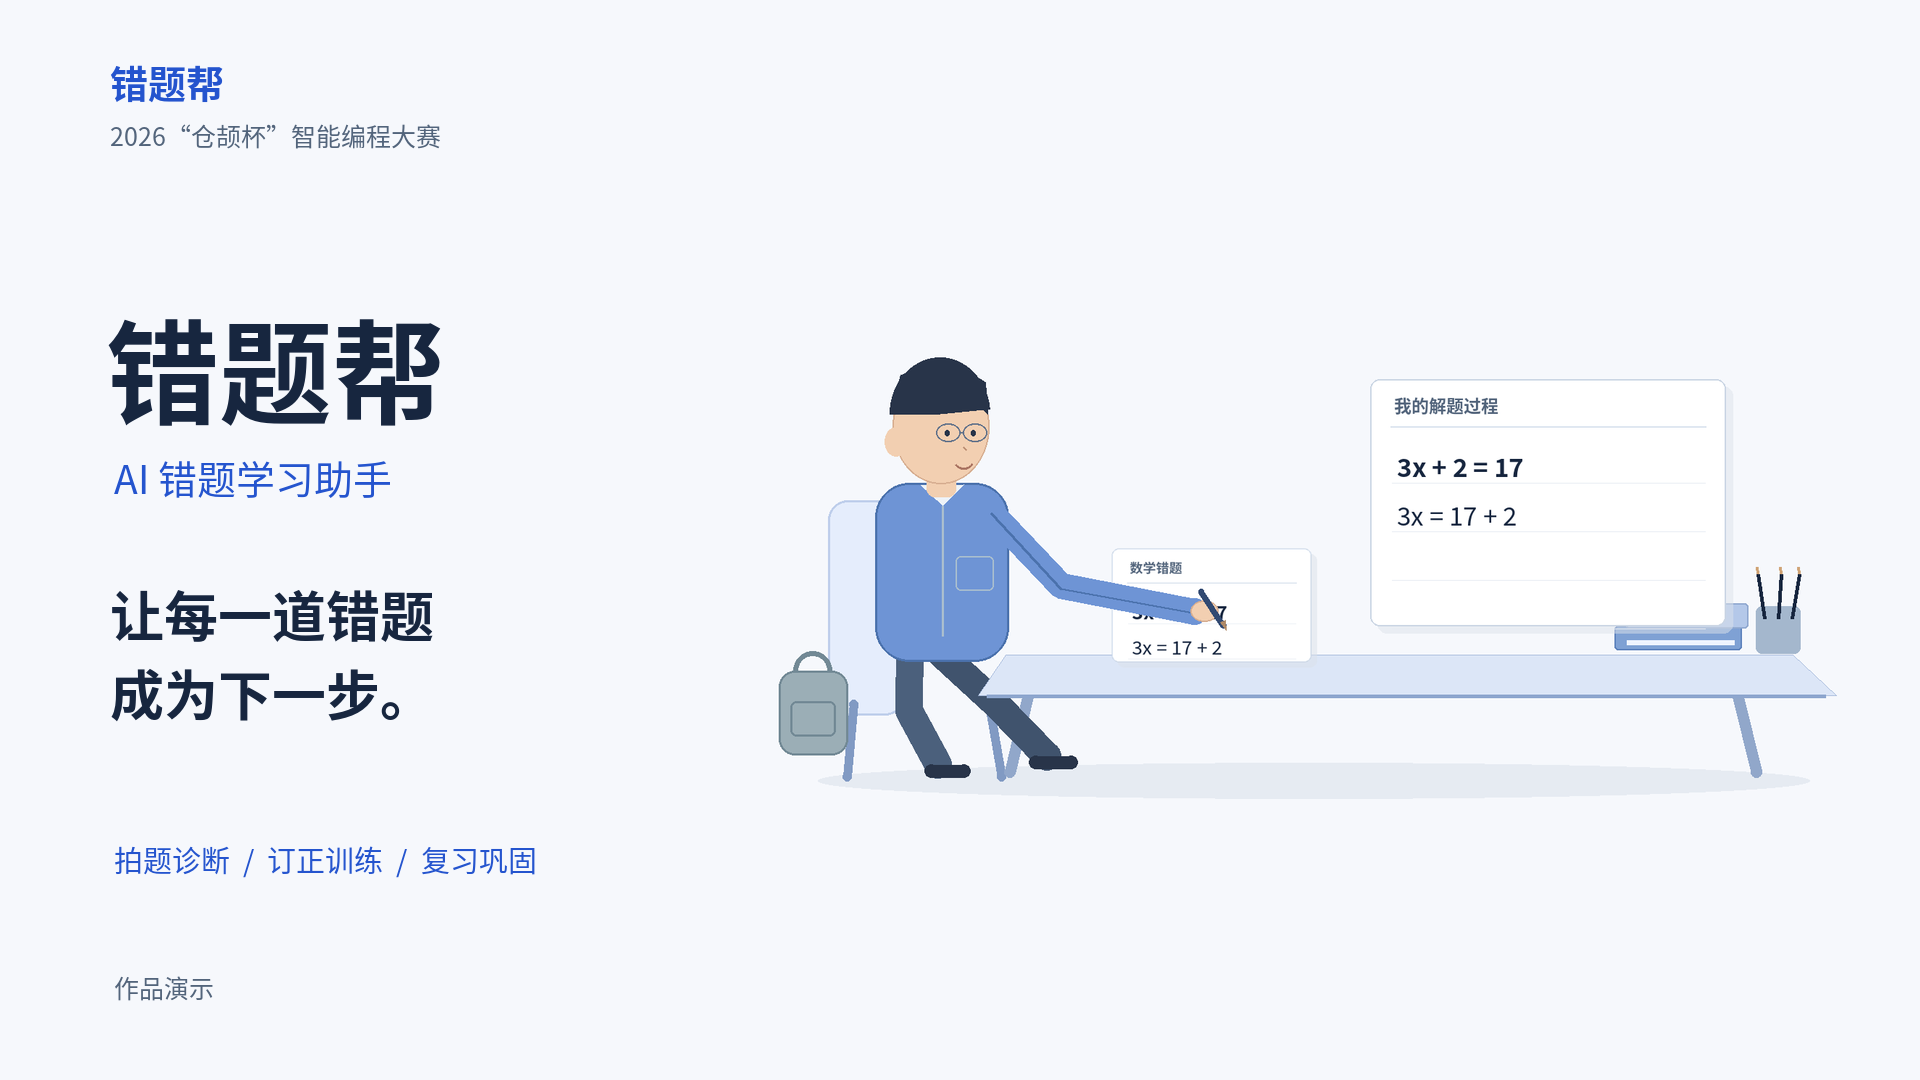 错题帮
2026“仓颉杯”智能编程大赛
错题帮
AI 错题学习助手
让每一道错题
成为下一步。
拍题诊断 / 订正训练 / 复习巩固
作品演示
数学错题
3x 7
3x = 17 + 2
我的解题过程
3x + 2 = 17
3x = 17 + 2